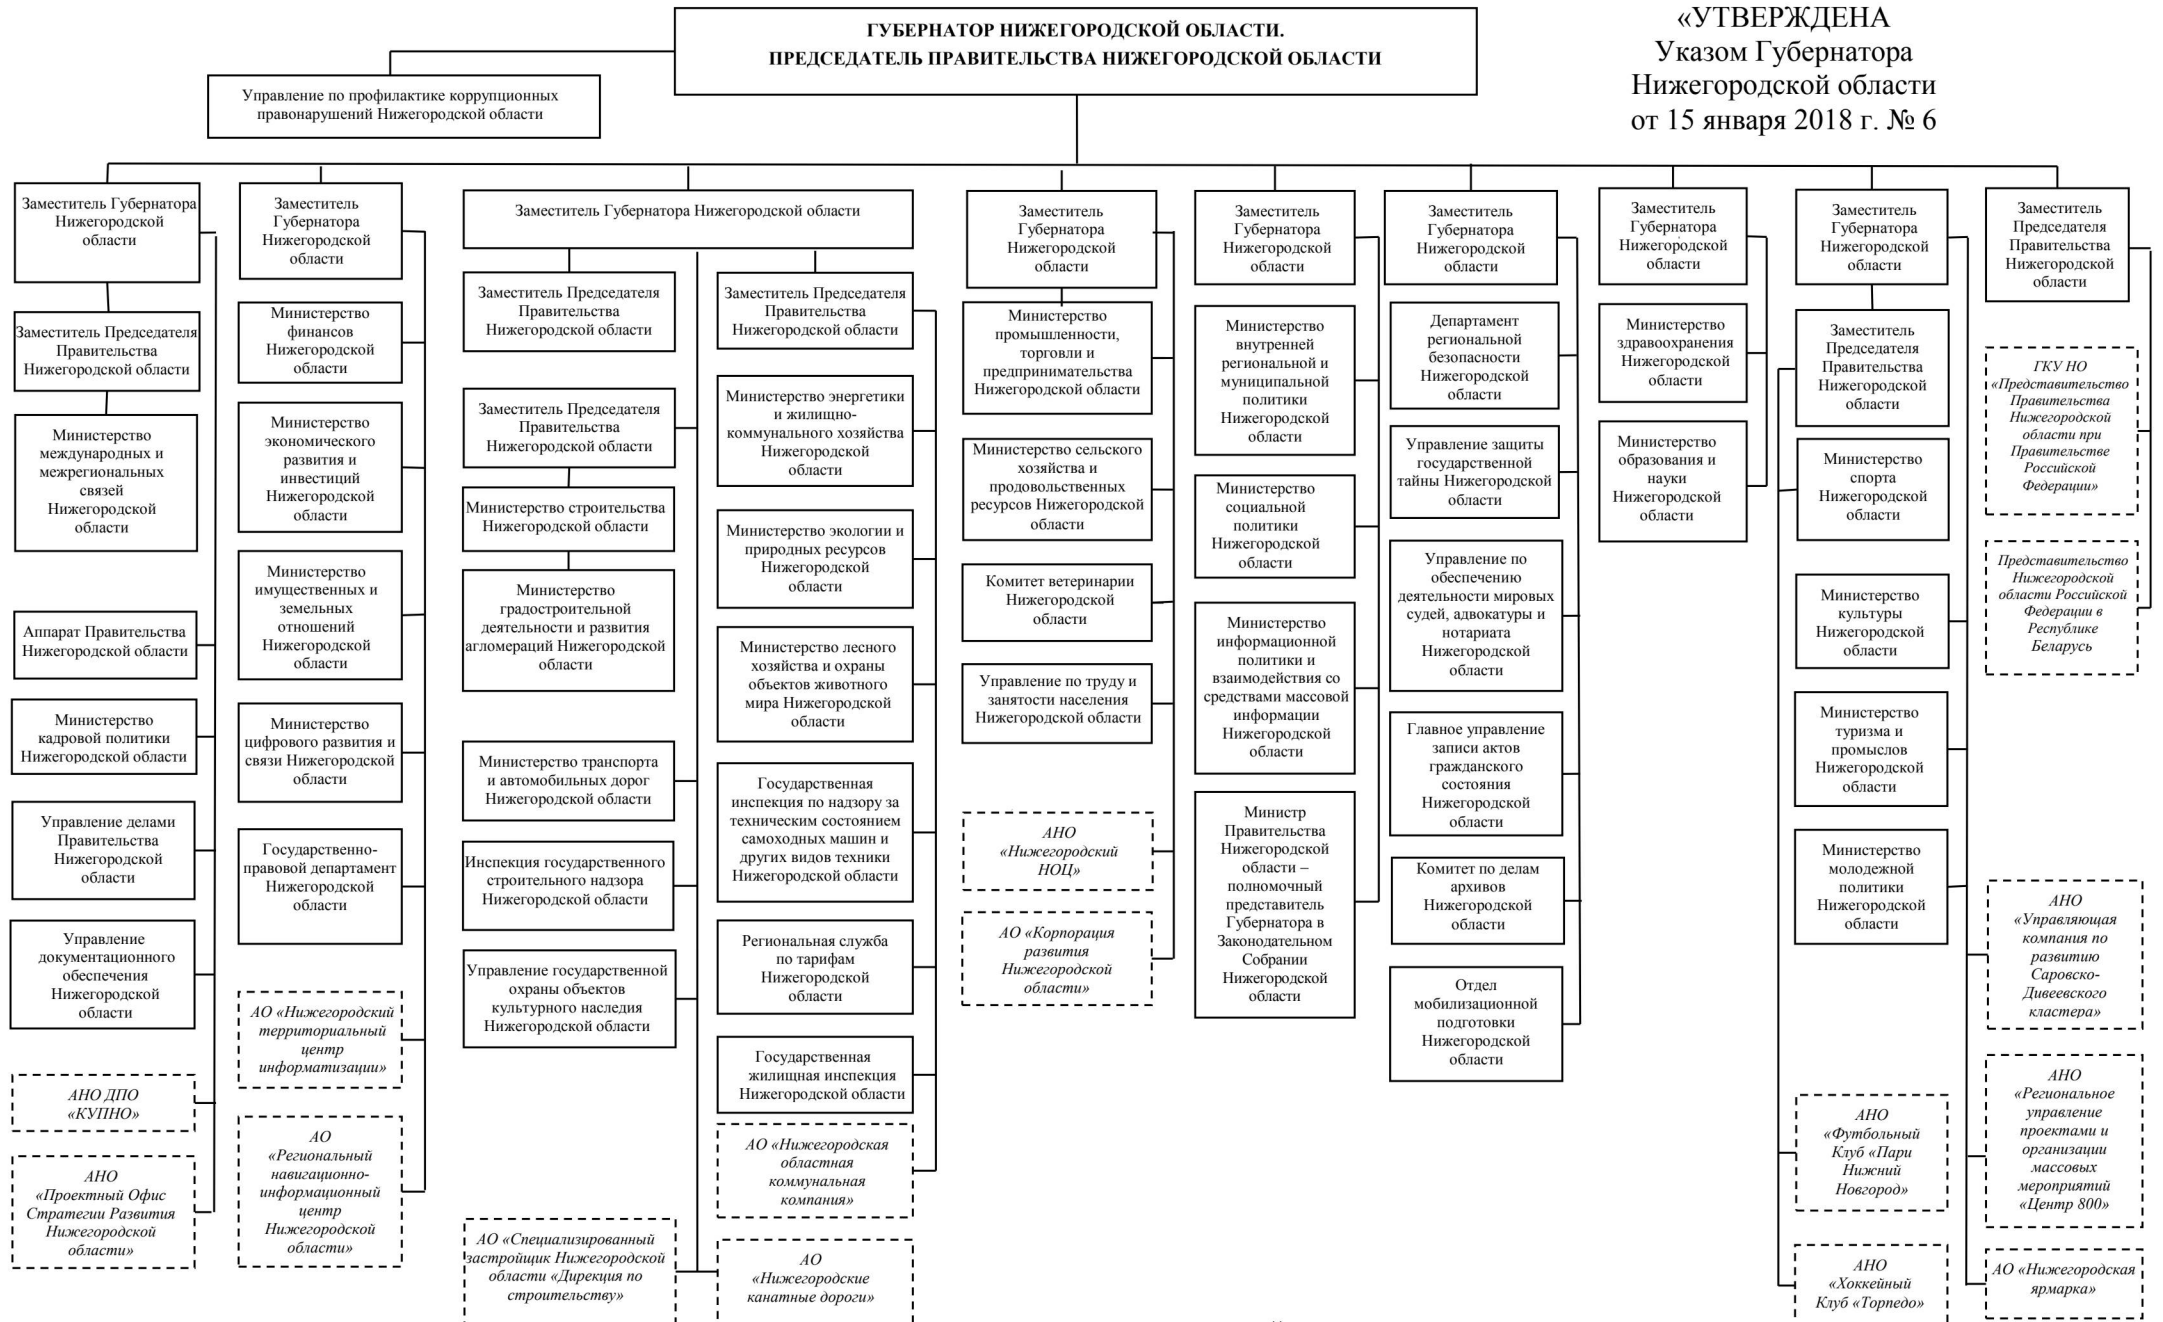 ГУБЕРНАТОР НИЖЕГОРОДСКОЙ ОБЛАСТИ.
ПРЕДСЕДАТЕЛЬ ПРАВИТЕЛЬСТВА НИЖЕГОРОДСКОЙ ОБЛАСТИ
«УТВЕРЖДЕНА
Указом Губернатора
Нижегородской области
от 15 января 2018 г. № 6
Управление по профилактике коррупционных
правонарушений Нижегородской области
Заместитель Губернатора
Нижегородской
области
Заместитель Председателя
Правительства
Нижегородской области
Министерство
международных и
межрегиональных
связей
Нижегородской
области
Аппарат Правительства
Нижегородской области
Министерство
кадровой политики
Нижегородской области
Управление делами
Правительства
Нижегородской
области
Управление
документационного
обеспечения
Нижегородской
области
АНО ДПО
«КУПНО»
АНО
«Проектный Офис
Стратегии Развития
Нижегородской
области»
Заместитель
Губернатора
Нижегородской
области
Министерство
финансов
Нижегородской
области
Министерство
экономического
развития и
инвестиций
Нижегородской
области
Министерство
имущественных и
земельных
отношений
Нижегородской
области
Министерство
цифрового развития и
связи Нижегородской
области
Государственно-
правовой департамент
Нижегородской
области
АО «Нижегородский
территориальный
центр
информатизации»
АО
«Региональный
навигационно-
информационный
центр
Нижегородской
области»
Заместитель Губернатора Нижегородской области
Заместитель Председателя
Правительства
Нижегородской области
Заместитель Председателя
Правительства
Нижегородской области
Министерство строительства
Нижегородской области
Министерство
градостроительной
деятельности и развития
агломераций Нижегородской
области
Министерство транспорта
и автомобильных дорог
Нижегородской области
Инспекция государственного
строительного надзора
Нижегородской области
Управление государственной
охраны объектов
культурного наследия
Нижегородской области
АО «Специализированный
застройщик Нижегородской
области «Дирекция по
строительству»
Заместитель Председателя
Правительства
Нижегородской области
Министерство энергетики
и жилищно-
коммунального хозяйства
Нижегородской
области
Министерство экологии и
природных ресурсов
Нижегородской
области
Министерство лесного
хозяйства и охраны
объектов животного
мира Нижегородской
области
Государственная
инспекция по надзору за
техническим состоянием
самоходных машин и
других видов техники
Нижегородской области
Региональная служба
по тарифам
Нижегородской
области
Государственная
жилищная инспекция
Нижегородской области
АО «Нижегородская
областная
коммунальная
компания»
АО
«Нижегородские
канатные дороги»
Заместитель
Губернатора
Нижегородской
области
Министерство
промышленности,
торговли и
предпринимательства
Нижегородской области
Министерство сельского
хозяйства и
продовольственных
ресурсов Нижегородской
области
Комитет ветеринарии
Нижегородской
области
Управление по труду и
занятости населения
Нижегородской области
АНО
«Нижегородский
НОЦ»
АО «Корпорация
развития
Нижегородской
области»
Заместитель
Губернатора
Нижегородской
области
Министерство
внутренней
региональной и
муниципальной
политики
Нижегородской
области
Министерство
социальной
политики
Нижегородской
области
Министерство
информационной
политики и
взаимодействия со
средствами массовой
информации
Нижегородской
области
Министр
Правительства
Нижегородской
области –
полномочный
представитель
Губернатора в
Законодательном
Собрании
Нижегородской
области
Заместитель
Губернатора
Нижегородской
области
Департамент
региональной
безопасности
Нижегородской
области
Управление защиты
государственной
тайны Нижегородской
области
Управление по
обеспечению
деятельности мировых
судей, адвокатуры и
нотариата
Нижегородской
области
Главное управление
записи актов
гражданского
состояния
Нижегородской
области
Комитет по делам
архивов
Нижегородской
области
Отдел
мобилизационной
подготовки
Нижегородской
области
Заместитель
Губернатора
Нижегородской
области
Министерство
здравоохранения
Нижегородской
области
Министерство
образования и
науки
Нижегородской
области
Заместитель
Губернатора
Нижегородской
области
Заместитель
Председателя
Правительства
Нижегородской
области
Министерство
спорта
Нижегородской
области
Министерство
культуры
Нижегородской
области
Министерство
туризма и
промыслов
Нижегородской
области
Министерство
молодежной
политики
Нижегородской
области
АНО
«Футбольный
Клуб «Пари
Нижний
Новгород»
АНО
«Хоккейный
Клуб «Торпедо»
Заместитель
Председателя
Правительства
Нижегородской
области
ГКУ НО
«Представительство
Правительства
Нижегородской
области при
Правительстве
Российской
Федерации»
Представительство
Нижегородской
области Российской
Федерации в
Республике
Беларусь
АНО
«Управляющая
компания по
развитию
Саровско-
Дивеевского
кластера»
АНО
«Региональное
управление
проектами и
организации
массовых
мероприятий
«Центр 800»
АО «Нижегородская
ярмарка»